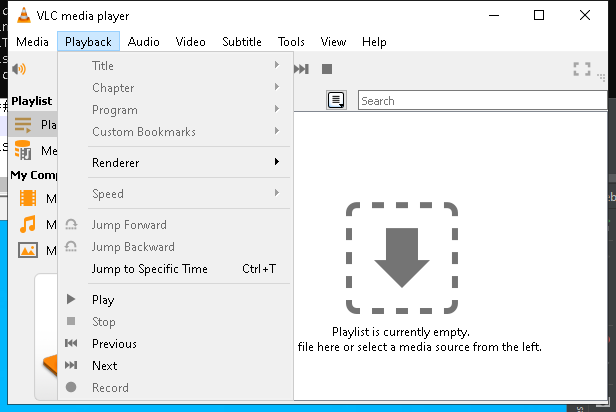 VLC media player
Media Playback Audio Video Subtitle Tools View Help
Title
Chapter
Search
Playlist
Program
Pla
Custom Bookmarks
Me
Renderer
My Comp
Speed
M
Jump Forward
M
Jump Backward
M
Jump to Specific Time Ctrl+T
Play
Stop
Previous
Next
Record
Playlist is currently empty.
file here or select a media source from the left.